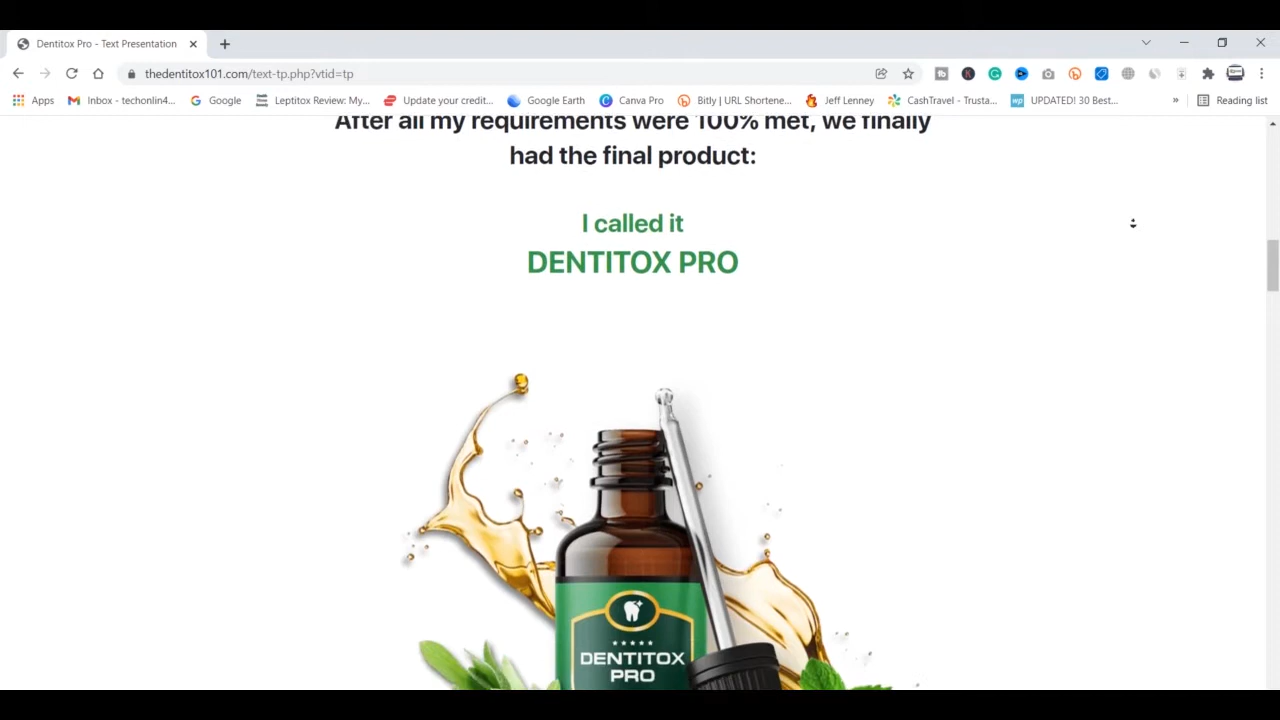 Dentitox Pro - Text Presentation
thedentitox101.com/text-tp.php?vtid=tp
Apps
Inbox - techonlin4...
Google
Leptitox Review: My...
Update your credit...
Google Earth
Canva Pro
Bitly | URL Shortene...
Jeff Lenney
CashTravel - Trusta...
UPDATED! 30 Best...
»
Reading list
After all my requirements were 100% met, we finally
had the final product:
I called it
DENTITOX PRO
DENTITOX
PRO